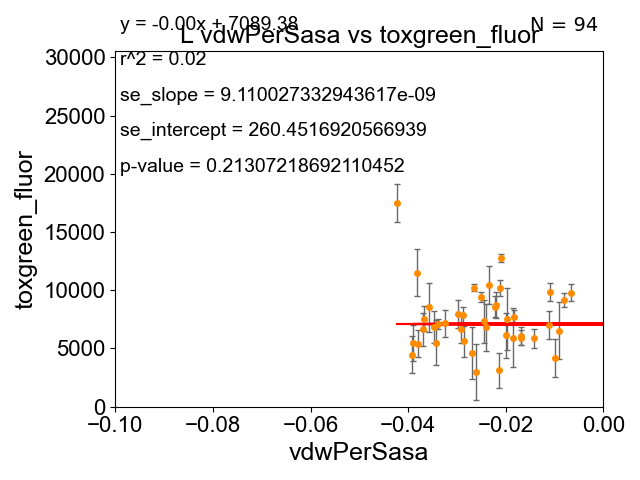 y = -0.00x + 7089.38
N = 94
L vdwPerSasa vs toxgreen_fluor
r^2 = 0.02
se_slope = 9.110027332943617e-09
se_intercept = 260.4516920566939
p-value = 0.21307218692110452
30000
25000
20000
15000
10000
5000
0
toxgreen_fluor
−0.10
−0.08
−0.06
−0.04
−0.02
0.00
vdwPerSasa